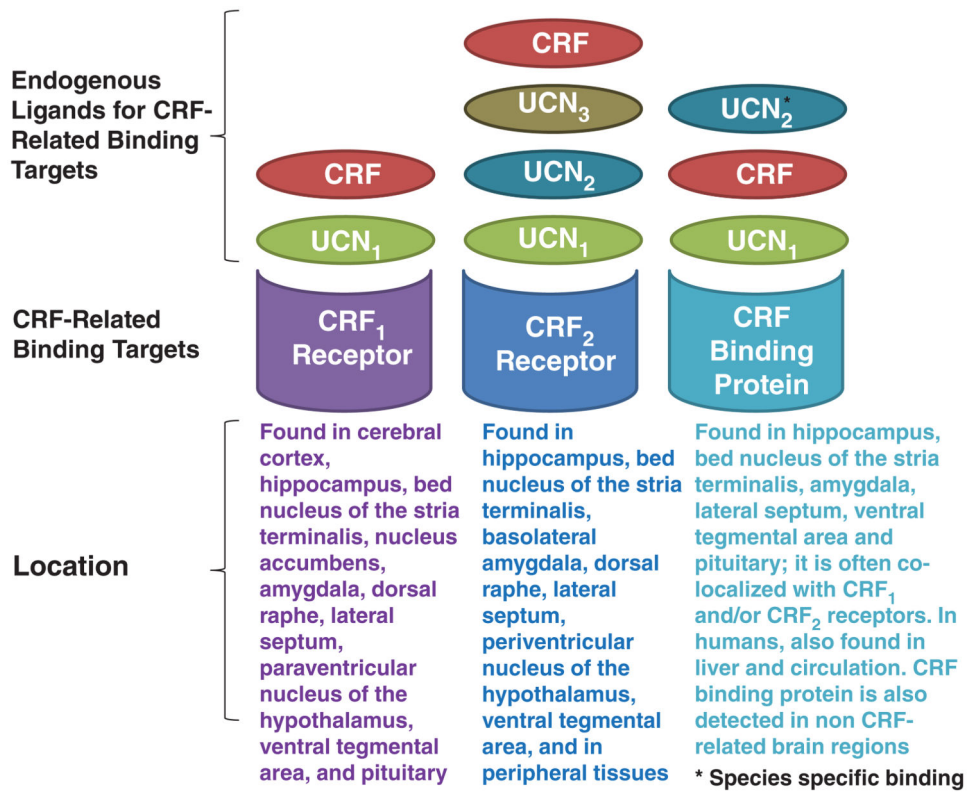 Endogenous
Ligands for CRF-
Related Binding
Targets
CRF
UCN₁
CRF
UCN₃
UCN₂
UCN₁
UCN₂*
CRF
UCN₁
CRF-Related
Binding Targets
CRF₁
Receptor
CRF₂
Receptor
CRF
Binding
Protein
Location
Found in cerebral
cortex,
hippocampus, bed
nucleus of the stria
terminalis, nucleus
accumbens,
amygdala, dorsal
raphe, lateral
septum,
paraventricular
nucleus of the
hypothalamus,
ventral tegmental
area, and pituitary
Found in
hippocampus, bed
nucleus of the stria
terminalis,
basolateral
amygdala, dorsal
raphe, lateral
septum,
periventricular
nucleus of the
hypothalamus,
ventral tegmental
area, and in
peripheral tissues
Found in hippocampus,
bed nucleus of the stria
terminalis, amygdala,
lateral septum, ventral
tegmental area and
pituitary; it is often co-
localized with CRF₁
and/or CRF₂ receptors. In
humans, also found in
liver and circulation. CRF
binding protein is also
detected in non CRF-
related brain regions
* Species specific binding